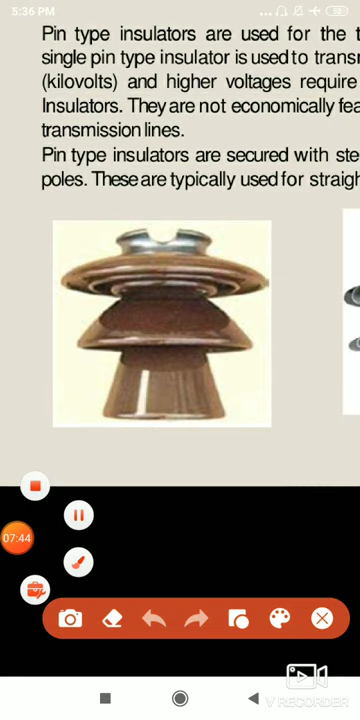 5:36 PM
58
Pin type insulators are used for the t
single pin type insulator is used to transm
(kilovolts) and higher voltages require
Insulators. They are not economically fea
transmission lines.
Pin type insulators are secured with ste
poles. These are typically used for straigh
07:44
V RECORDER